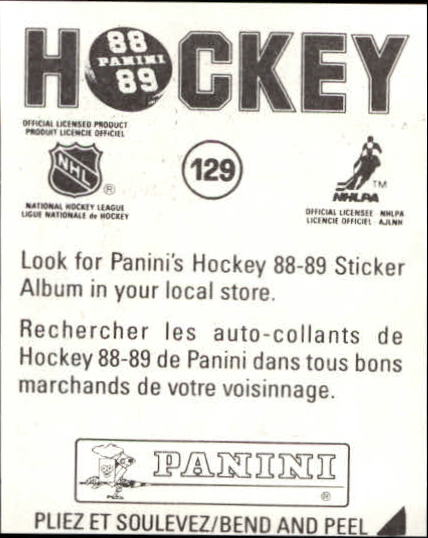 HOCKEY
88
PANINI
89
OFFICIAL LICENSED PRODUCT
PRODUIT LICENCIE OFFICIEL
NHL
®
NATIONAL HOCKEY LEAGUE
LIGUE NATIONALE de HOCKEY
129
TM
NHLPA
OFFICIAL LICENSEE - NHLPA
LICENCIE OFFICIEL - AJLNH
Look for Panini's Hockey 88-89 Sticker
Album in your local store.
Rechercher les auto-collants de
Hockey 88-89 de Panini dans tous bons
marchands de votre voisinnage.
PANINI
®
PLIEZ ET SOULEVEZ/BEND AND PEEL